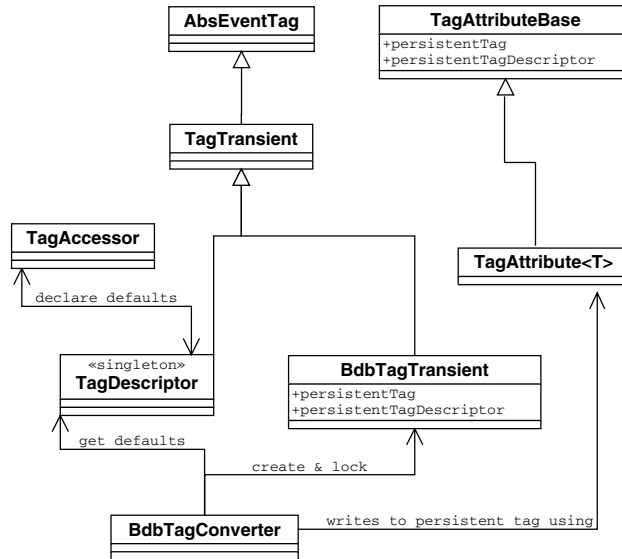 AbsEventTag
TagAttributeBase
+persistentTag
+persistentTagDescriptor
TagTransient
TagAccessor
TagAttribute<T>
declare defaults
«singleton»
TagDescriptor
BdbTagTransient
+persistentTag
+persistentTagDescriptor
get defaults
create & lock
BdbTagConverter
writes to persistent tag using